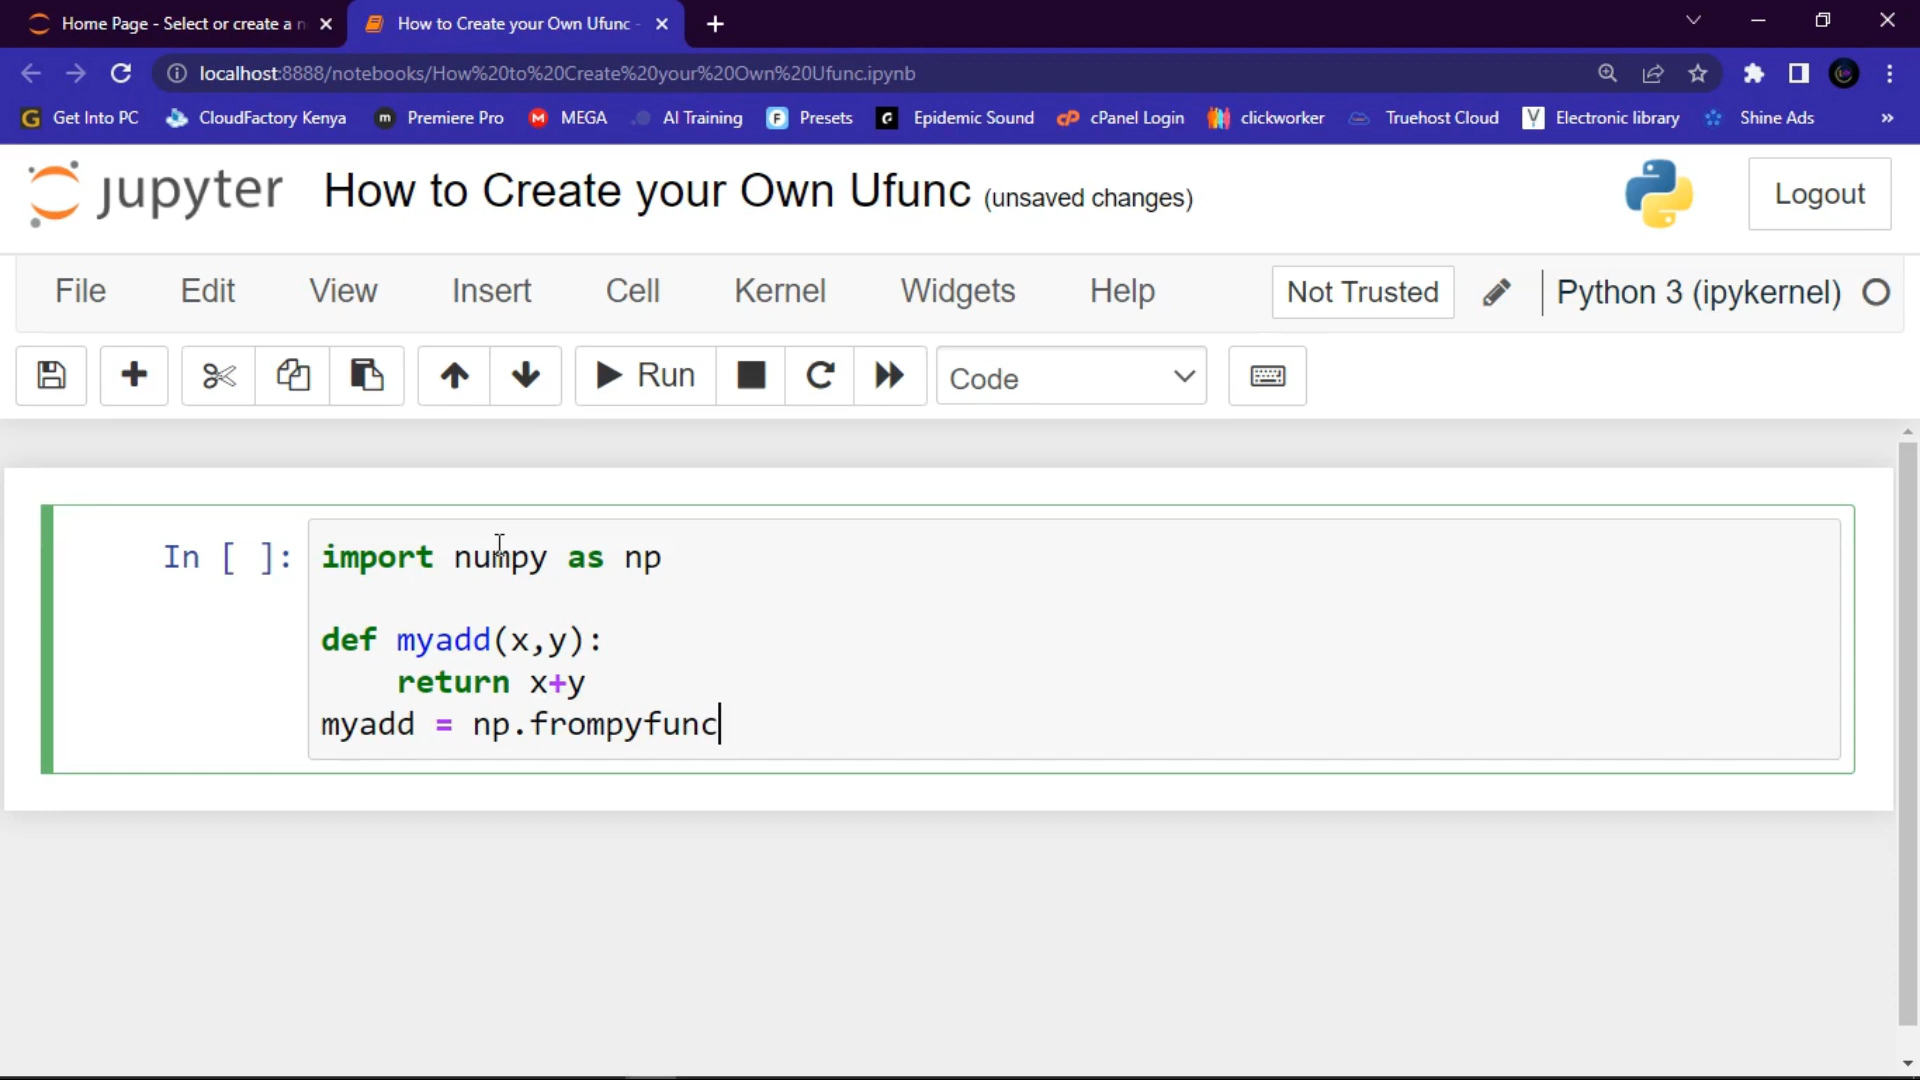 Home Page - Select or create a n
How to Create your Own Ufunc -
localhost:8888/notebooks/How%20to%20Create%20your%20Own%20Ufunc.ipynb
Get Into PC CloudFactory Kenya Premiere Pro MEGA AI Training Presets Epidemic Sound cPanel Login clickworker Truehost Cloud Electronic library Shine Ads »
jupyter How to Create your Own Ufunc (unsaved changes) Logout
File Edit View Insert Cell Kernel Widgets Help Not Trusted Python 3 (ipykernel)
Run Code
In [ ]: import numpy as np
def myadd(x,y):
    return x+y
myadd = np.frompyfunc